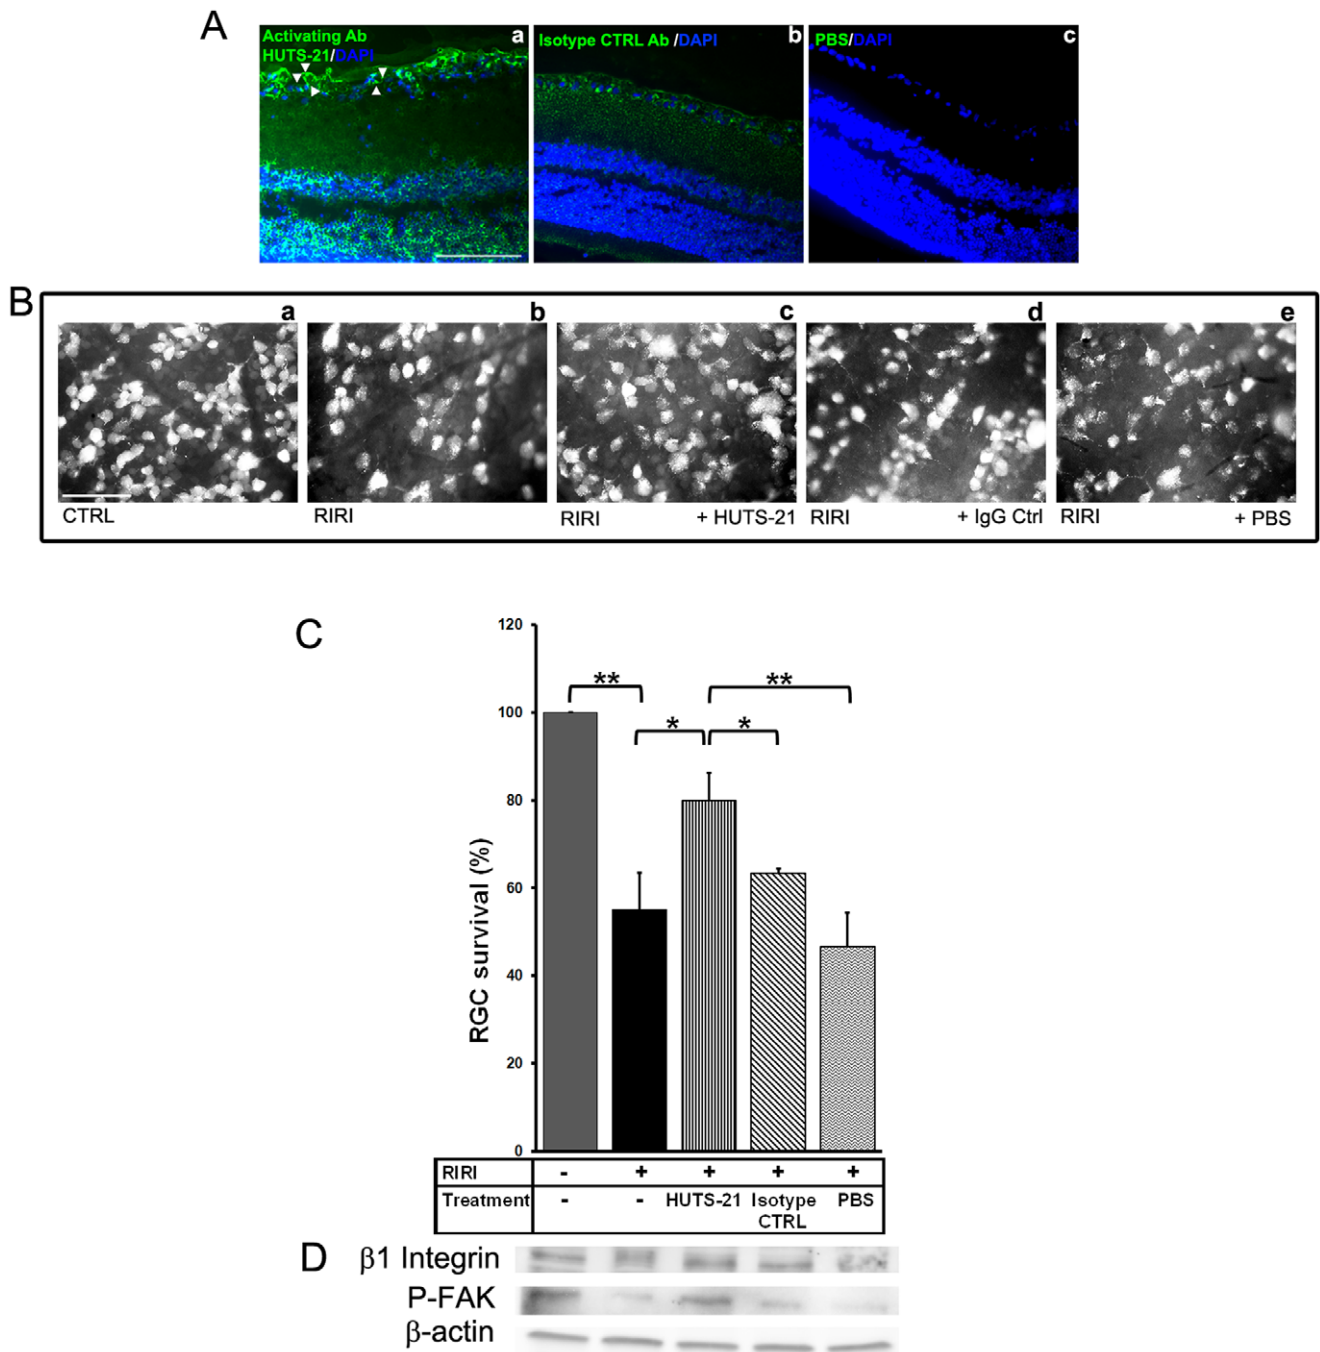 A
Activating Ab
HUTS-21/DAPI
a
Isotype CTRL Ab /DAPI
b
PBS/DAPI
c
B
a
b
c
d
e
CTRL
RIRI
RIRI + HUTS-21
RIRI + IgG Ctrl
RIRI + PBS
C
RGC survival (%)
120
100
80
60
40
20
0
**
**
*
*
RIRI - + + + +
Treatment - - HUTS-21 Isotype CTRL PBS
D
β1 Integrin
P-FAK
β-actin